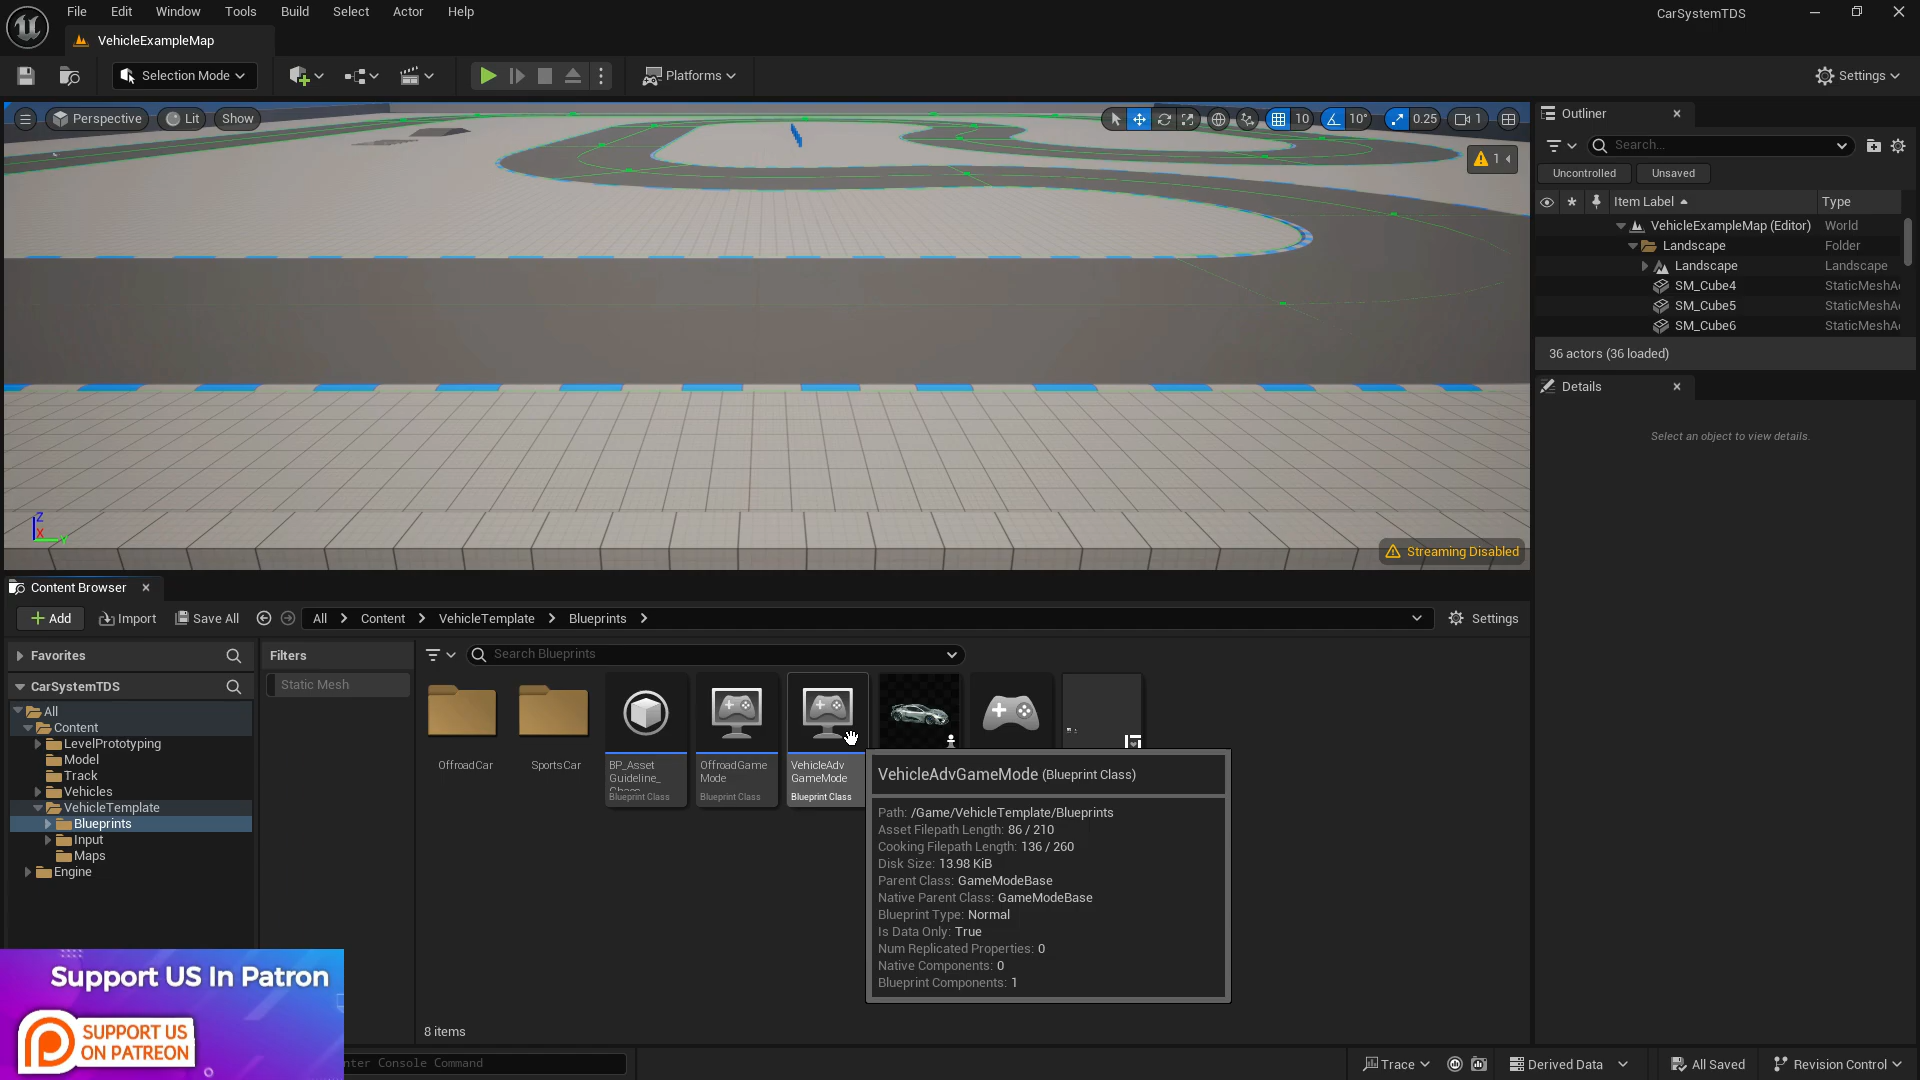 File Edit Window Tools Build Select Actor Help
CarSystemTDS
VehicleExampleMap
Selection Mode
Platforms
Settings
Perspective Lit Show
10 10° 0.25 1
1
Streaming Disabled
Outliner
Search...
Uncontrolled Unsaved
Item Label Type
VehicleExampleMap (Editor) World
Landscape Folder
Landscape Landscape
SM_Cube4 StaticMeshA
SM_Cube5 StaticMeshA
SM_Cube6 StaticMeshA
36 actors (36 loaded)
Details
Select an object to view details.
Content Browser
Add Import Save All All Content VehicleTemplate Blueprints Settings
Favorites
CarSystemTDS
All
Content
LevelPrototyping
Model
Track
Vehicles
VehicleTemplate
Blueprints
Input
Maps
Engine
Filters
Static Mesh
Search Blueprints
OffroadCar
SportsCar
BP_Asset
Guideline_
Blueprint Class
OffroadGame
Mode
Blueprint Class
VehicleAdv
GameMode
Blueprint Class
VehicleAdvGameMode (Blueprint Class)
Path: /Game/VehicleTemplate/Blueprints
Asset Filepath Length: 86 / 210
Cooking Filepath Length: 136 / 260
Disk Size: 13.98 KiB
Parent Class: GameModeBase
Native Parent Class: GameModeBase
Blueprint Type: Normal
Is Data Only: True
Num Replicated Properties: 0
Native Components: 0
Blueprint Components: 1
8 items
Support US In Patron
SUPPORT US
ON PATREON
nter Console Command
Trace Derived Data All Saved Revision Control